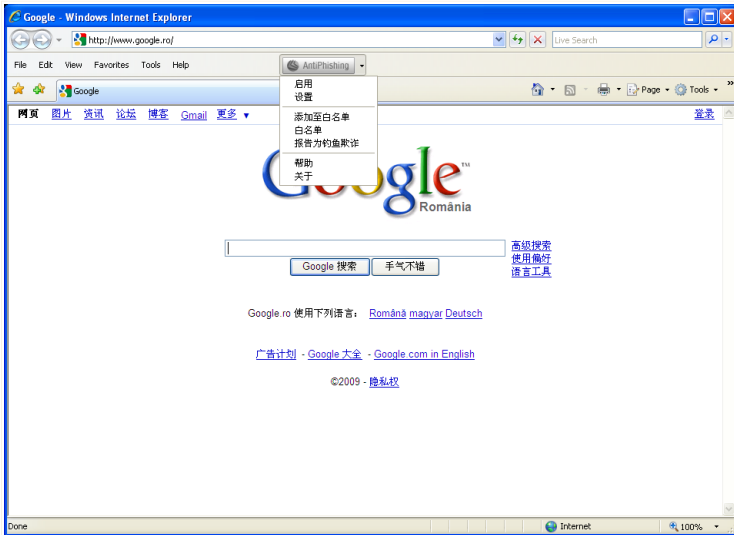 Google - Windows Internet Explorer
http://www.google.ro/
Live Search
File Edit View Favorites Tools Help
AntiPhishing
启用
设置
添加至白名单
白名单
报告为钓鱼欺诈
帮助
关于
Google
Page Tools »
网页 图片 资讯 论坛 博客 Gmail 更多 ▼ 登录
Google™
România
高级搜索
使用偏好
语言工具
Google 搜索 手气不错
Google.ro 使用下列语言: Română magyar Deutsch
广告计划 - Google 大全 - Google.com in English
©2009 - 隐私权
Done Internet 100%